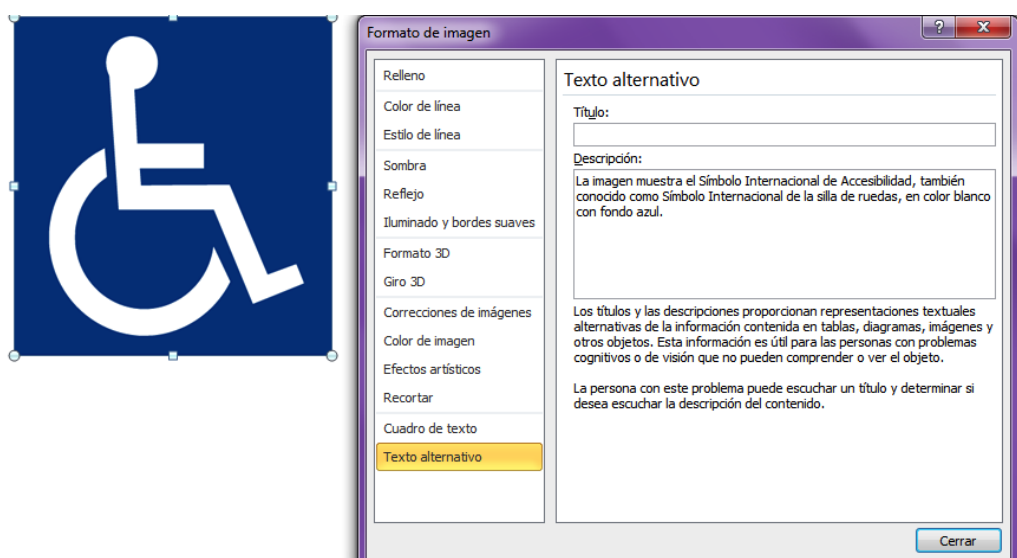 Formato de imagen
?
X
Relleno
Color de línea
Estilo de línea
Sombra
Reflejo
Iluminado y bordes suaves
Formato 3D
Giro 3D
Correcciones de imágenes
Color de imagen
Efectos artísticos
Recortar
Cuadro de texto
Texto alternativo
Texto alternativo
Título:
Descripción:
La imagen muestra el Símbolo Internacional de Accesibilidad, también
conocido como Símbolo Internacional de la silla de ruedas, en color blanco
con fondo azul.
Los títulos y las descripciones proporcionan representaciones textuales
alternativas de la información contenida en tablas, diagramas, imágenes y
otros objetos. Esta información es útil para las personas con problemas
cognitivos o de visión que no pueden comprender o ver el objeto.
La persona con este problema puede escuchar un título y determinar si
desea escuchar la descripción del contenido.
Cerrar